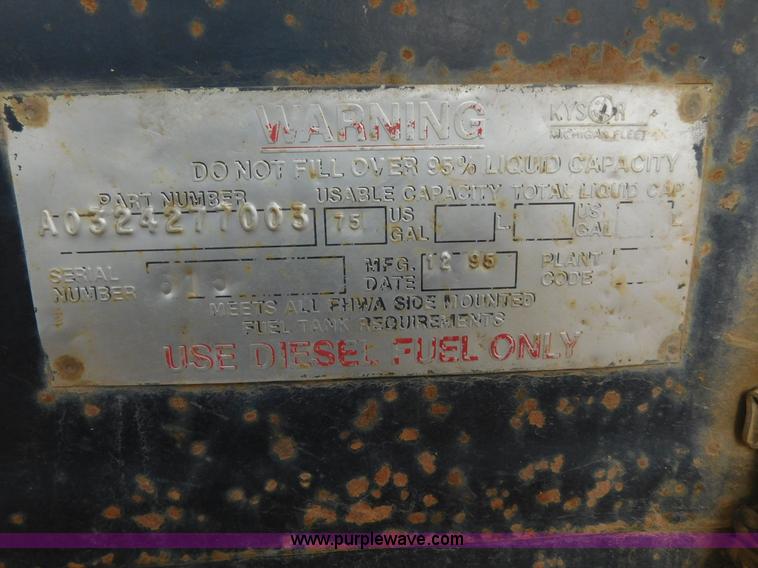 WARNING
KYSOR
MICHIGAN FLEET
DO NOT FILL OVER 95% LIQUID CAPACITY
PART NUMBER USABLE CAPACITY TOTAL LIQUID CAP
A0324277003 75 US GAL L US GAL L
SERIAL NUMBER 515 MFG. DATE 12 95 PLANT CODE
MEETS ALL FHWA SIDE MOUNTED
FUEL TANK REQUIREMENTS
USE DIESEL FUEL ONLY
www.purplewave.com